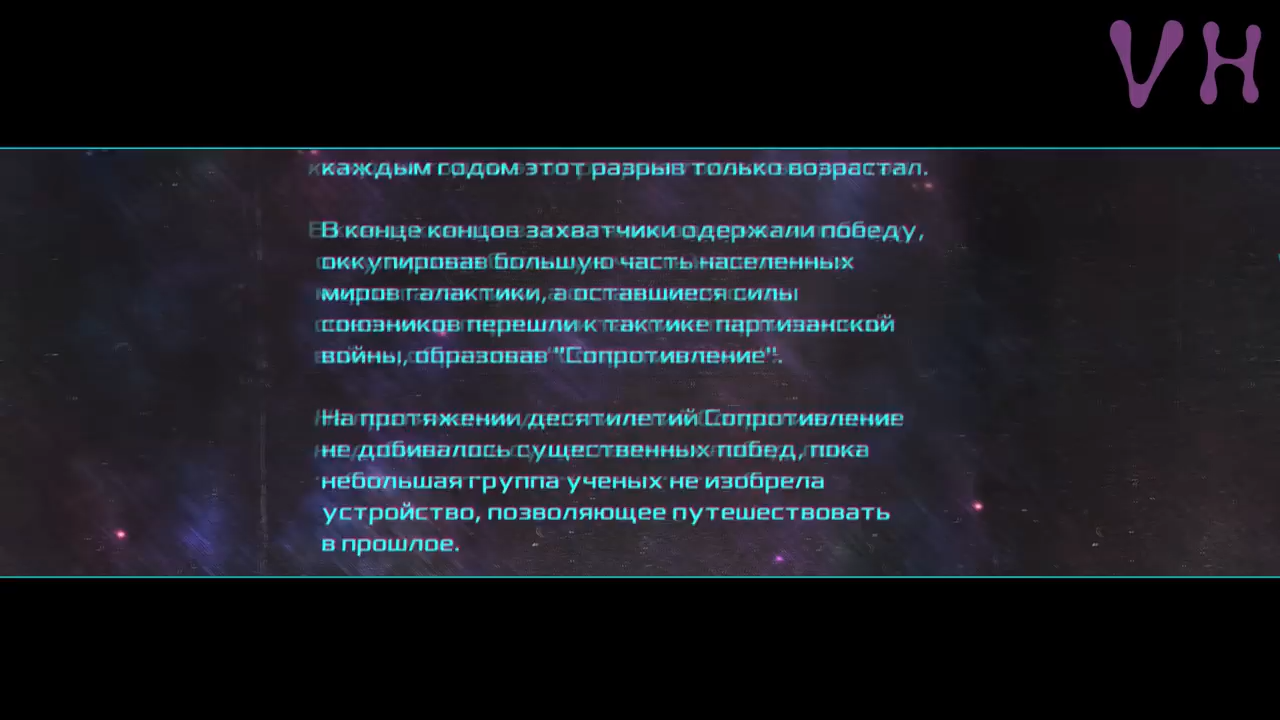 VH
каждым годом этот разрыв только возрастал.
В конце концов захватчики одержали победу,
оккупировав большую часть населенных
миров галактики, а оставшиеся силы
союзников перешли к тактике партизанской
войны, образовав "Сопротивление".
На протяжении десятилетий Сопротивление
не добивалось существенных побед, пока
небольшая группа ученых не изобрела
устройство, позволяющее путешествовать
в прошлое.